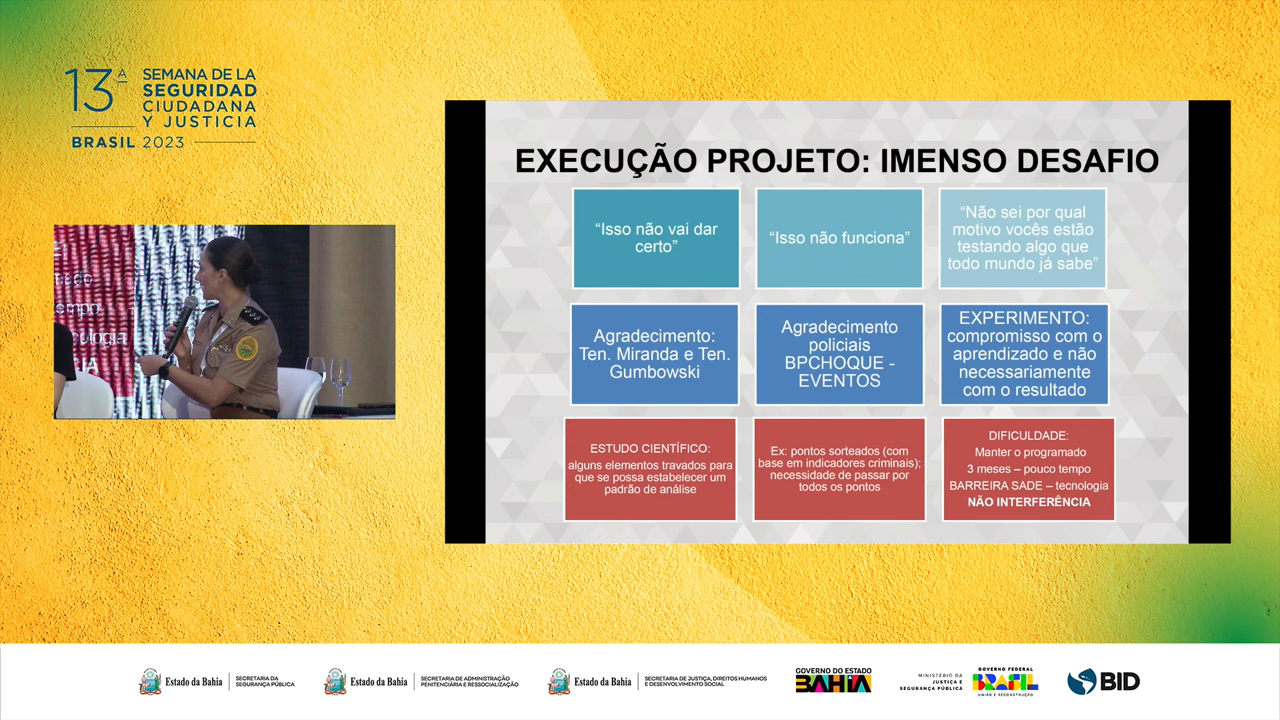 13ª
SEMANA DE LA
SEGURIDAD
CIUDADANA
Y JUSTICIA
BRASIL 2023
EXECUÇÃO PROJETO: IMENSO DESAFIO
“Isso não vai dar
certo”
“Isso não funciona”
“Não sei por qual
motivo vocês estão
testando algo que
todo mundo já sabe”
Agradecimento:
Ten. Miranda e Ten.
Gumbowski
Agradecimento
policiais
BPCHOQUE -
EVENTOS
EXPERIMENTO:
compromisso com o
aprendizado e não
necessariamente
com o resultado
ESTUDO CIENTÍFICO:
alguns elementos travados para
que se possa estabelecer um
padrão de análise
Ex: pontos sorteados (com
base em indicadores criminais);
necessidade de passar por
todos os pontos
DIFICULDADE:
Manter o programado
3 meses – pouco tempo
BARREIRA SADE – tecnologia
NÃO INTERFERÊNCIA
Estado da Bahia
SECRETARIA DA
SEGURANÇA PÚBLICA
Estado da Bahia
SECRETARIA DE ADMINISTRAÇÃO
PENITENCIÁRIA E RESSOCIALIZAÇÃO
Estado da Bahia
SECRETARIA DE JUSTIÇA, DIREITOS HUMANOS
E DESENVOLVIMENTO SOCIAL
GOVERNO DO ESTADO
BAHIA
MINISTÉRIO DA
JUSTIÇA E
SEGURANÇA PÚBLICA
GOVERNO FEDERAL
BRASIL
UNIÃO E RECONSTRUÇÃO
BID